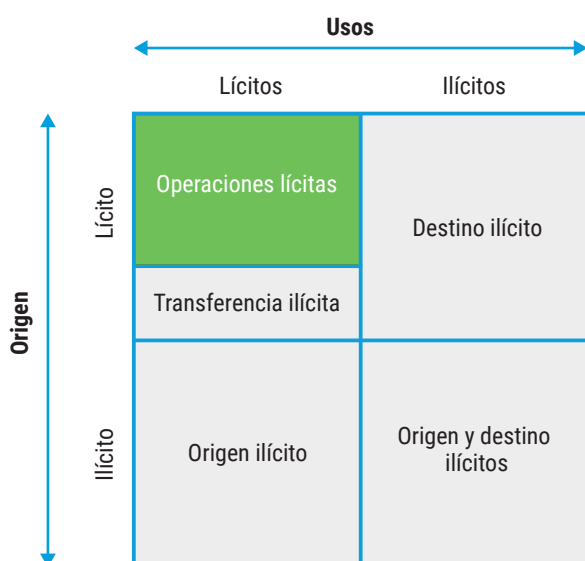 Usos
Lícitos
Ilícitos
Origen
Lícito
Operaciones lícitas
Destino ilícito
Transferencia ilícita
Ilícito
Origen ilícito
Origen y destino
ilícitos